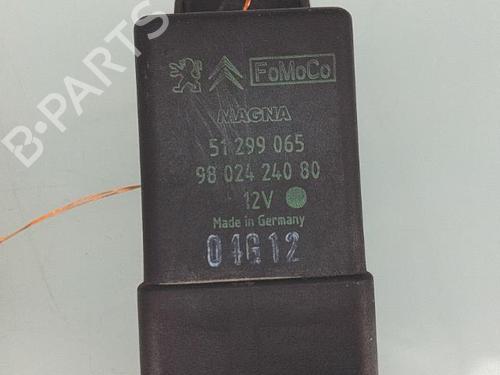 B-PARTS
FoMoCo
MAGNA
51 299 065
98 024 240 80
12V
Made in Germany
04G12